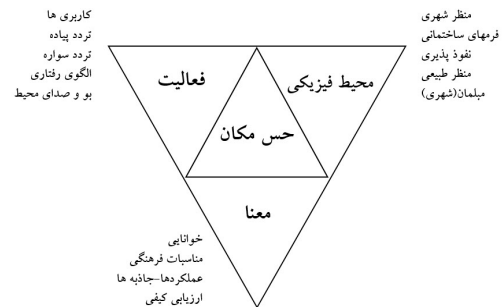 منظر شهری
فرمهای ساختمانی
نفوذ پذیری
منظر طبیعی
مبلمان(شهری)
کاربری ها
تردد پیاده
تردد سواره
الگوی رفتاری
بو و صدای محیط
محیط فیزیکی
فعالیت
حس مکان
معنا
خوانایی
مناسبات فرهنگی
عملکردها-جاذبه ها
ارزیابی کیفی